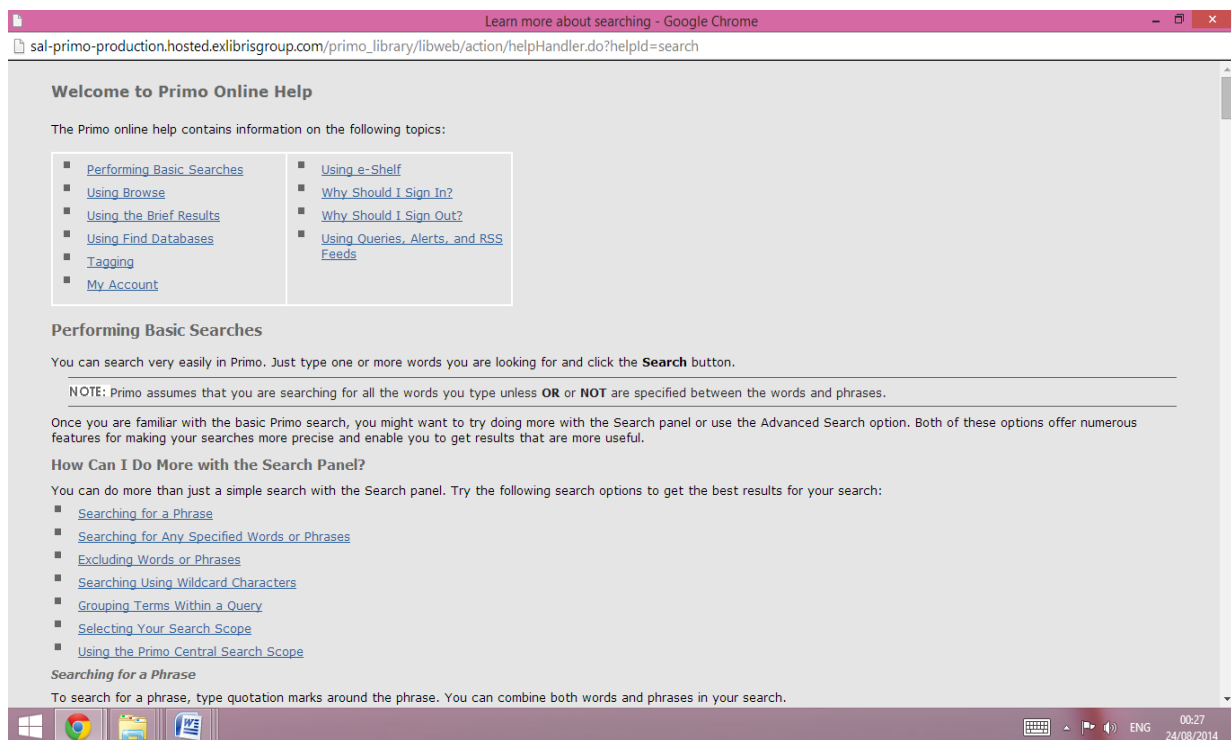 Learn more about searching - Google Chrome
sal-primo-production.hosted.exlibrisgroup.com/primo_library/libweb/action/helpHandler.do?helpId=search
Welcome to Primo Online Help
The Primo online help contains information on the following topics:
Performing Basic Searches
Using Browse
Using the Brief Results
Using Find Databases
Tagging
My Account
Using e-Shelf
Why Should I Sign In?
Why Should I Sign Out?
Using Queries, Alerts, and RSS
Feeds
Performing Basic Searches
You can search very easily in Primo. Just type one or more words you are looking for and click the Search button.
NOTE: Primo assumes that you are searching for all the words you type unless OR or NOT are specified between the words and phrases.
Once you are familiar with the basic Primo search, you might want to try doing more with the Search panel or use the Advanced Search option. Both of these options offer numerous
features for making your searches more precise and enable you to get results that are more useful.
How Can I Do More with the Search Panel?
You can do more than just a simple search with the Search panel. Try the following search options to get the best results for your search:
Searching for a Phrase
Searching for Any Specified Words or Phrases
Excluding Words or Phrases
Searching Using Wildcard Characters
Grouping Terms Within a Query
Selecting Your Search Scope
Using the Primo Central Search Scope
Searching for a Phrase
To search for a phrase, type quotation marks around the phrase. You can combine both words and phrases in your search.
ENG
00:27
24/08/2014